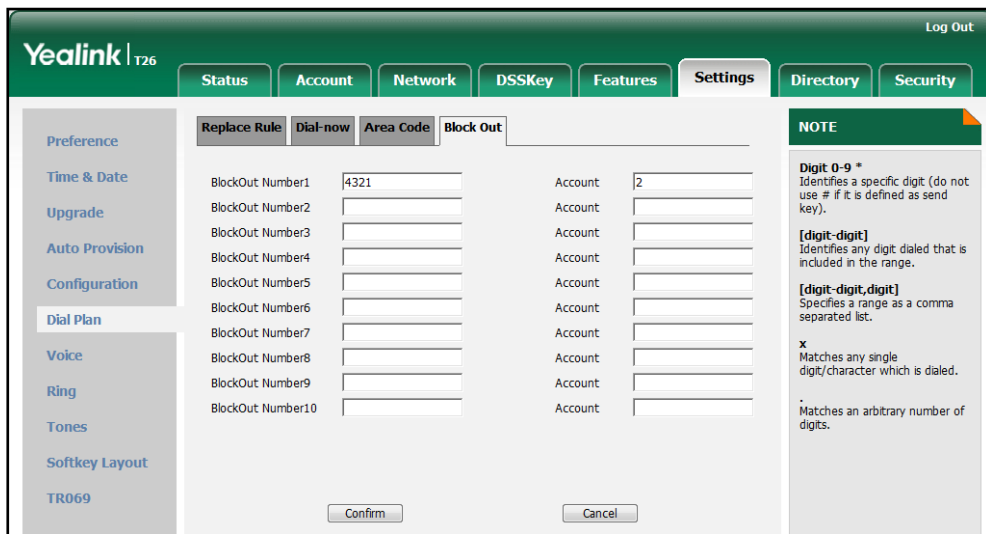 Log Out
Yealink T26
Status Account Network DSSKey Features Settings Directory Security
Preference
Time & Date
Upgrade
Auto Provision
Configuration
Dial Plan
Voice
Ring
Tones
Softkey Layout
TR069
Replace Rule Dial-now Area Code Block Out
BlockOut Number1 4321 Account 2
BlockOut Number2 Account
BlockOut Number3 Account
BlockOut Number4 Account
BlockOut Number5 Account
BlockOut Number6 Account
BlockOut Number7 Account
BlockOut Number8 Account
BlockOut Number9 Account
BlockOut Number10 Account
Confirm Cancel
NOTE
Digit 0-9 *
Identifies a specific digit (do not
use # if it is defined as send
key).
[digit-digit]
Identifies any digit dialed that is
included in the range.
[digit-digit,digit]
Specifies a range as a comma
separated list.
x
Matches any single
digit/character which is dialed.
.
Matches an arbitrary number of
digits.